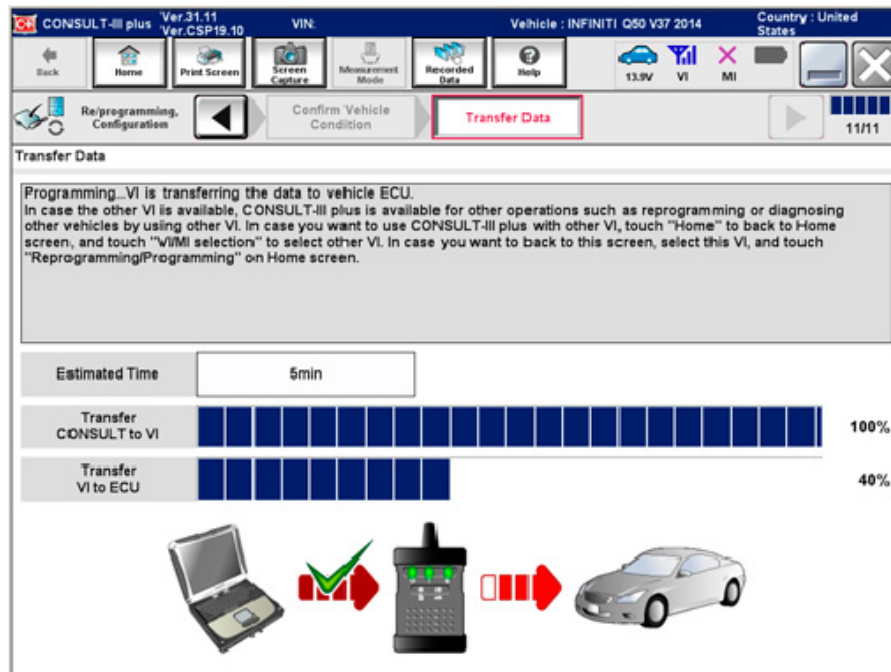 CONSULT-III plus Ver.31.11 VIN: Vehicle : INFINITI Q50 V37 2014 Country : United
Ver.CSP19.10 States
Back Home Print Screen Screen Capture Measurement Mode Recorded Data Help 13.9V VI MI
Re/programming, Configuration Confirm Vehicle Condition Transfer Data 11/11
Transfer Data
Programming...VI is transferring the data to vehicle ECU.
In case the other VI is available, CONSULT-III plus is available for other operations such as reprogramming or diagnosing
other vehicles by using other VI. In case you want to use CONSULT-III plus with other VI, touch "Home" to back to Home
screen, and touch "VI/MI selection" to select other VI. In case you want to back to this screen, select this VI, and touch
"Reprogramming/Programming" on Home screen.
Estimated Time 5min
Transfer
CONSULT to VI 100%
Transfer
VI to ECU 40%